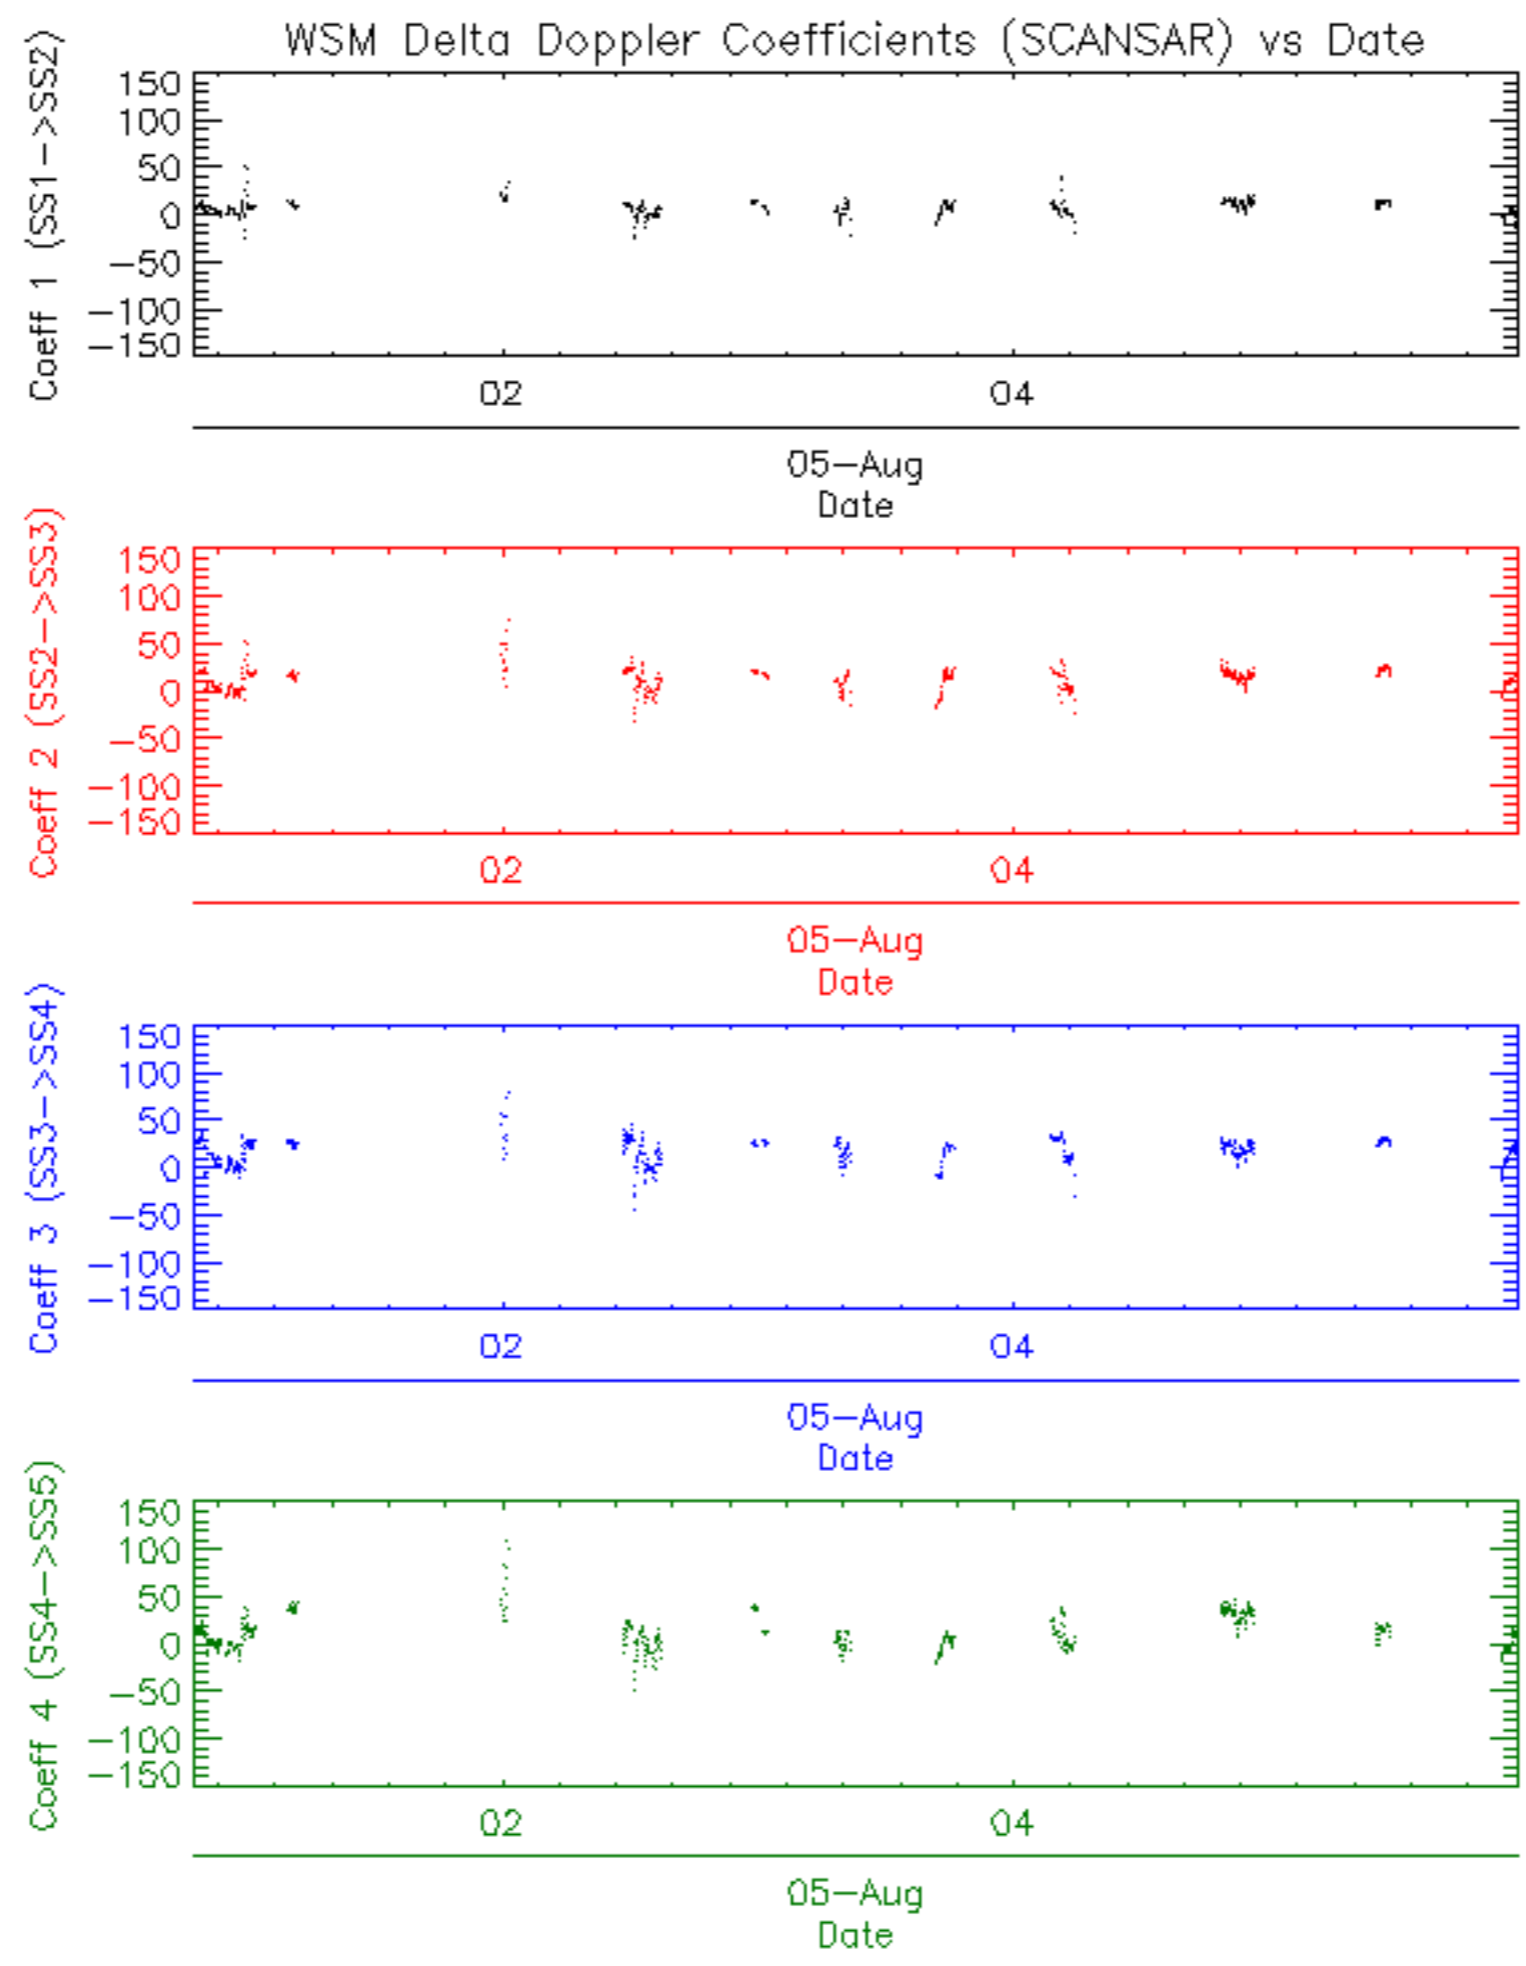 WSM Delta Doppler Coefficients (SCANSAR) vs Date
Coeff 1 (SS1->SS2)
150
100
50
0
-50
-100
-150
02 04
05-Aug
Date
Coeff 2 (SS2->SS3)
150
100
50
0
-50
-100
-150
02 04
05-Aug
Date
Coeff 3 (SS3->SS4)
150
100
50
0
-50
-100
-150
02 04
05-Aug
Date
Coeff 4 (SS4->SS5)
150
100
50
0
-50
-100
-150
02 04
05-Aug
Date